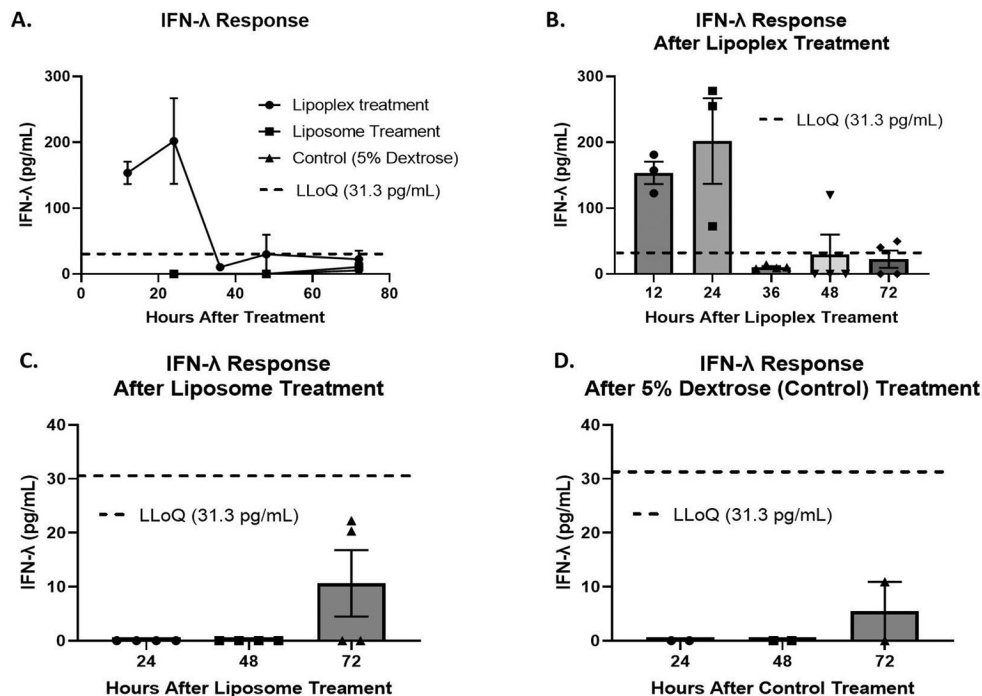 A.
IFN-λ Response
IFN-λ (pg/mL)
300
200
100
0
0
20
40
60
80
Hours After Treatment
Lipoplex treatment
Liposome Treament
Control (5% Dextrose)
LLoQ (31.3 pg/mL)
B.
IFN-λ Response
After Lipoplex Treatment
IFN-λ (pg/mL)
300
200
100
0
12
24
36
48
72
Hours After Lipoplex Treament
LLoQ (31.3 pg/mL)
C.
IFN-λ Response
After Liposome Treatment
IFN-λ (pg/mL)
40
30
20
10
0
24
48
72
Hours After Liposome Treament
LLoQ (31.3 pg/mL)
D.
IFN-λ Response
After 5% Dextrose (Control) Treatment
IFN-λ (pg/mL)
40
30
20
10
0
24
48
72
Hours After Control Treament
LLoQ (31.3 pg/mL)